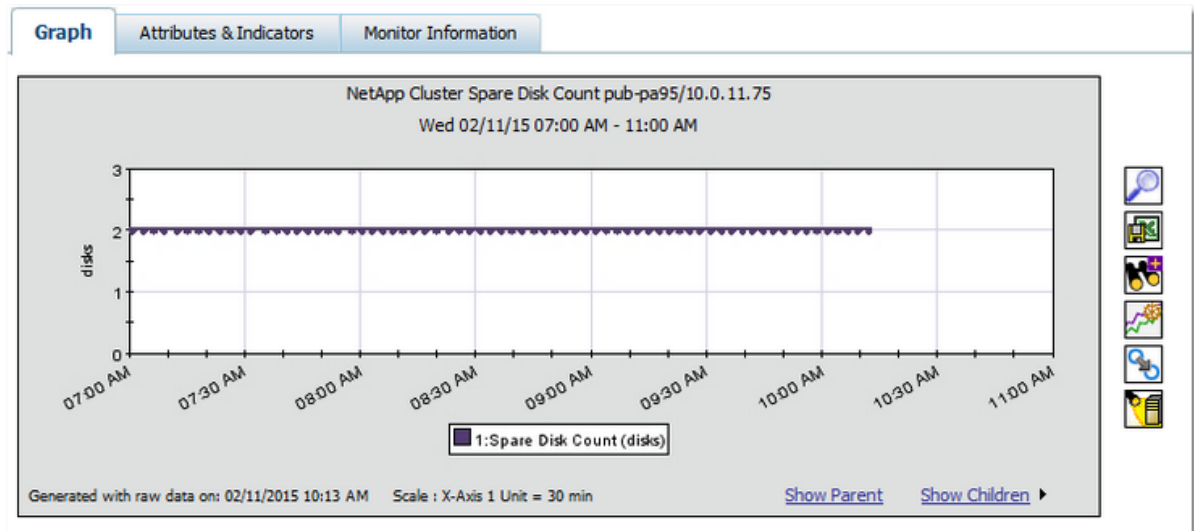 Graph Attributes & Indicators Monitor Information
NetApp Cluster Spare Disk Count pub-pa95/10.0.11.75
Wed 02/11/15 07:00 AM - 11:00 AM
3
2
1
0
disks
07:00 AM 07:30 AM 08:00 AM 08:30 AM 09:00 AM 09:30 AM 10:00 AM 10:30 AM 11:00 AM
1:Spare Disk Count (disks)
Generated with raw data on: 02/11/2015 10:13 AM Scale : X-Axis 1 Unit = 30 min Show Parent Show Children